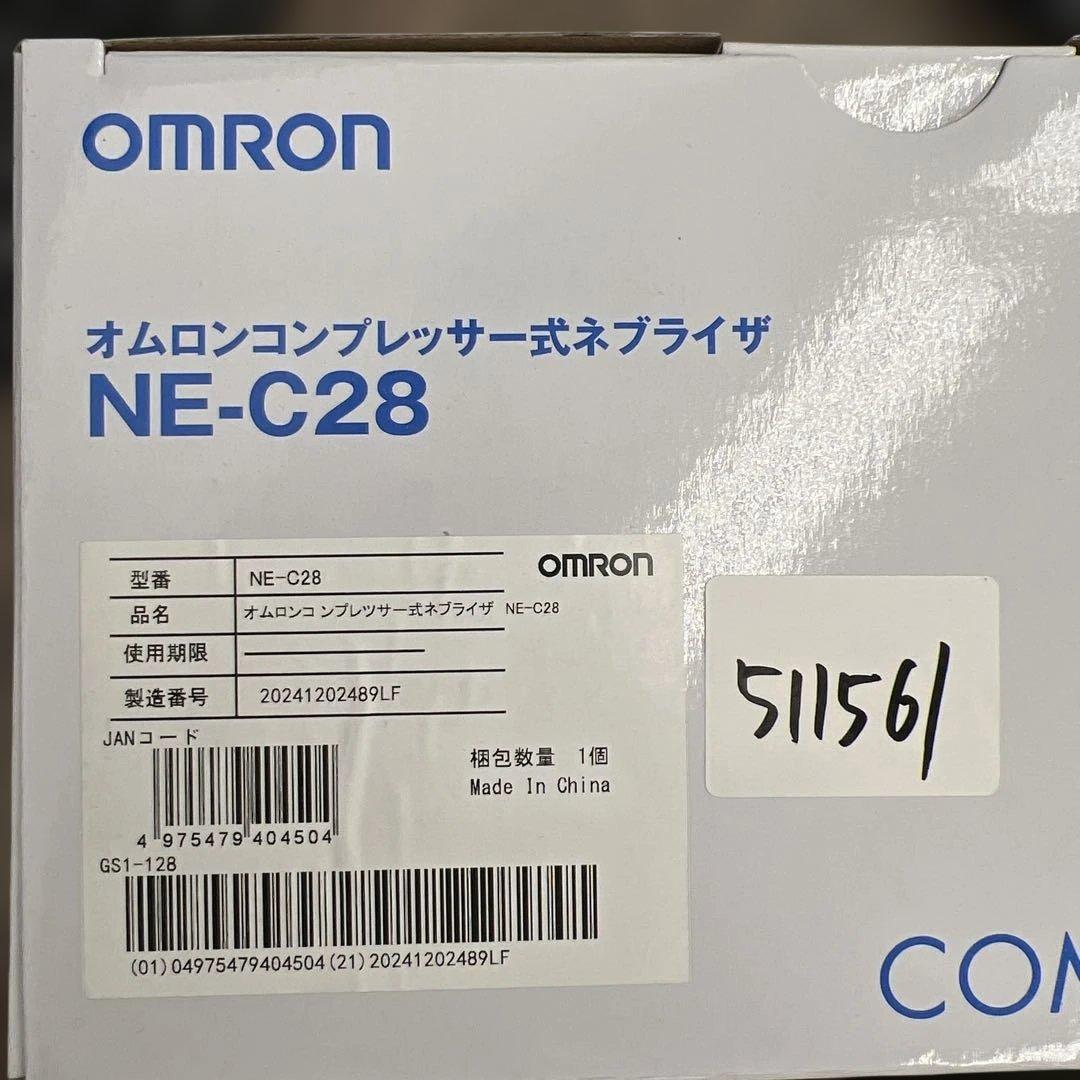 OMRON
オムロンコンプレッサー式ネブライザ
NE-C28
OMRON
型番 NE-C28
品名 オムロンコンプレツサー式ネブライザ NE-C28
使用期限
製造番号 20241202489LF
JANコード
梱包数量 1個
Made In China
4 975479 404504
GS1-128
(01)04975479404504(21)20241202489LF
511561
COM